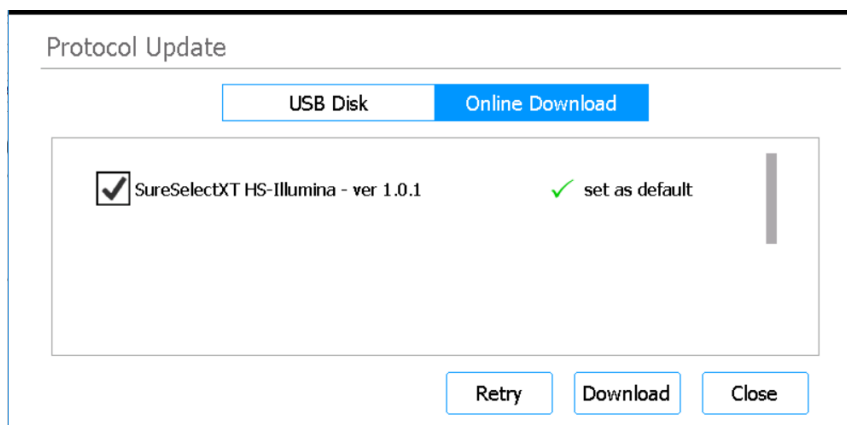 Protocol Update
USB Disk Online Download
SureSelectXT HS-Illumina - ver 1.0.1 set as default
Retry Download Close